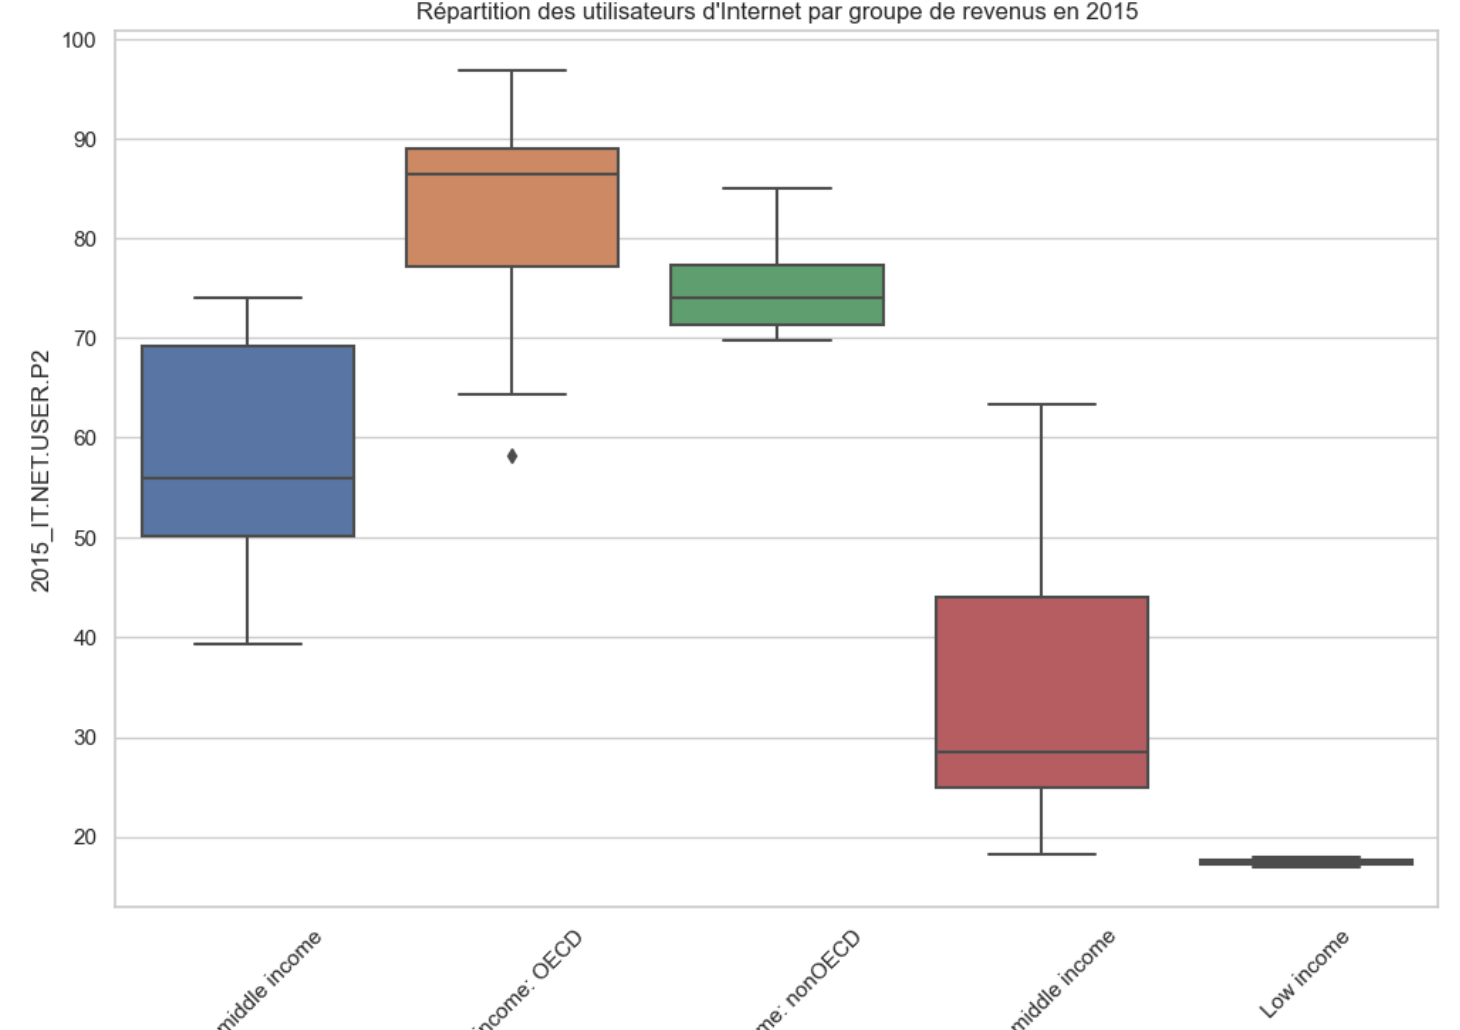 Répartition des utilisateurs d'Internet par groupe de revenus en 2015
100
90
80
70
60
50
40
30
20
2015_IT.NET.USER.P2
middle income
income: OECD
nonOECD
middle income
Low income